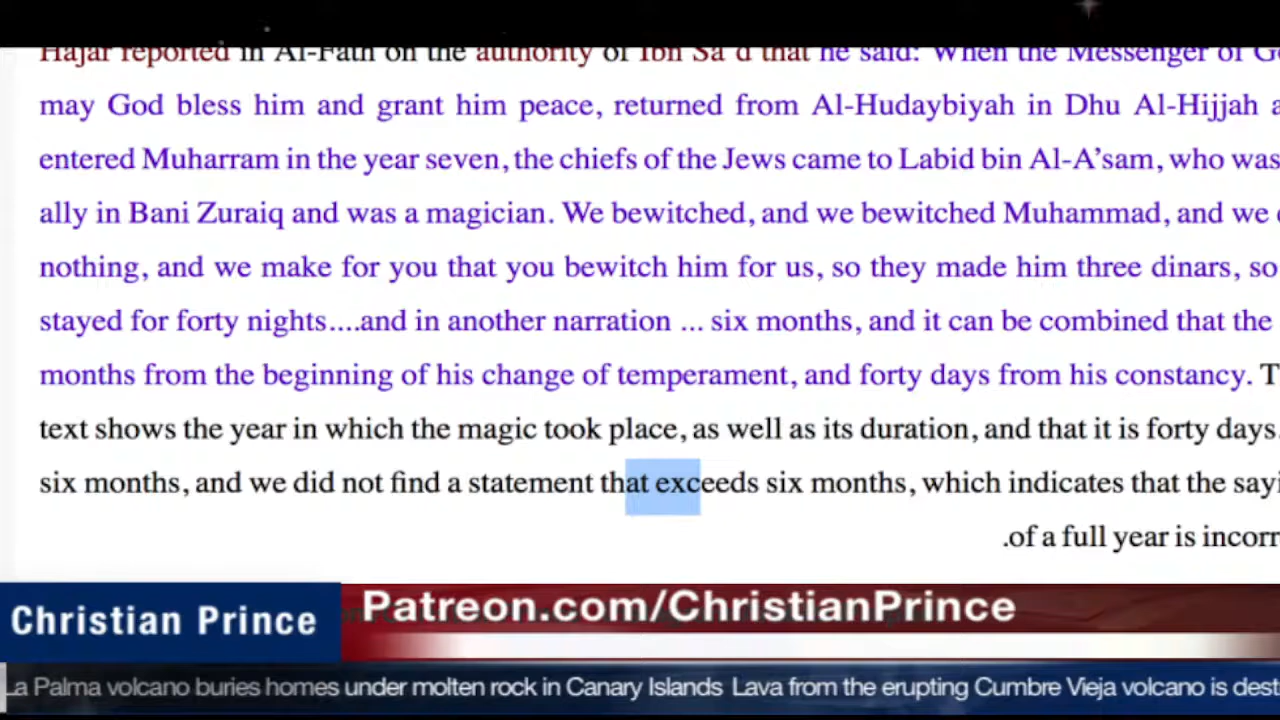 Hajar reported in Al-Fath on the authority of Ibn Sa'd that he said: When the Messenger of
may God bless him and grant him peace, returned from Al-Hudaybiyah in Dhu Al-Hijjah
entered Muharram in the year seven, the chiefs of the Jews came to Labid bin Al-A’sam, who was
ally in Bani Zuraiq and was a magician. We bewitched, and we bewitched Muhammad, and we
nothing, and we make for you that you bewitch him for us, so they made him three dinars, so
stayed for forty nights....and in another narration ... six months, and it can be combined that the
months from the beginning of his change of temperament, and forty days from his constancy.
text shows the year in which the magic took place, as well as its duration, and that it is forty days.
six months, and we did not find a statement that exceeds six months, which indicates that the
.of a full year is
Christian Prince
Patreon.com/ChristianPrince
La Palma volcano buries homes under molten rock in Canary Islands Lava from the erupting Cumbre Vieja volcano is